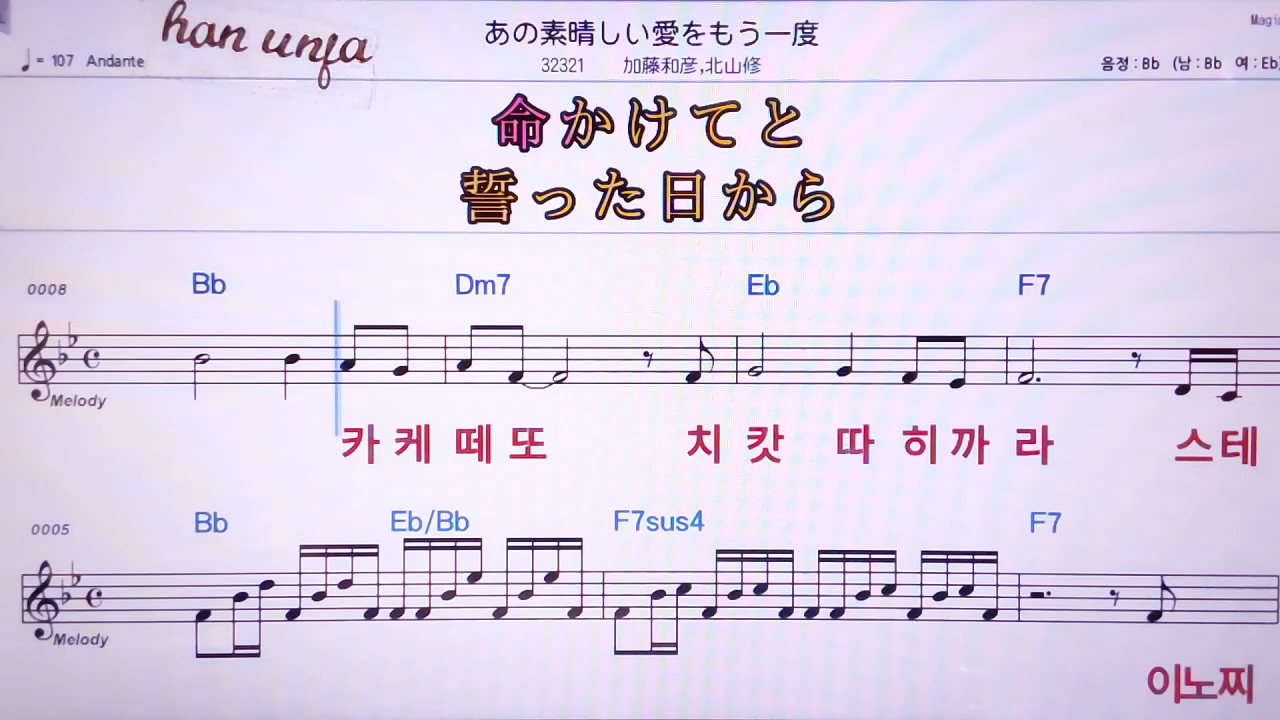 han unja
あの素晴しい愛をもう一度
♩= 107 Andante
32321 加藤和彦,北山修
음정 : Bb (남 : Bb 여 : Eb)
命かけてと
誓った日から
0008 Bb Dm7 Eb F7
Melody
카 케 떼 또 치 캇 따 히 까 라 스 테
0005 Bb Eb/Bb F7sus4 F7
Melody
이노찌